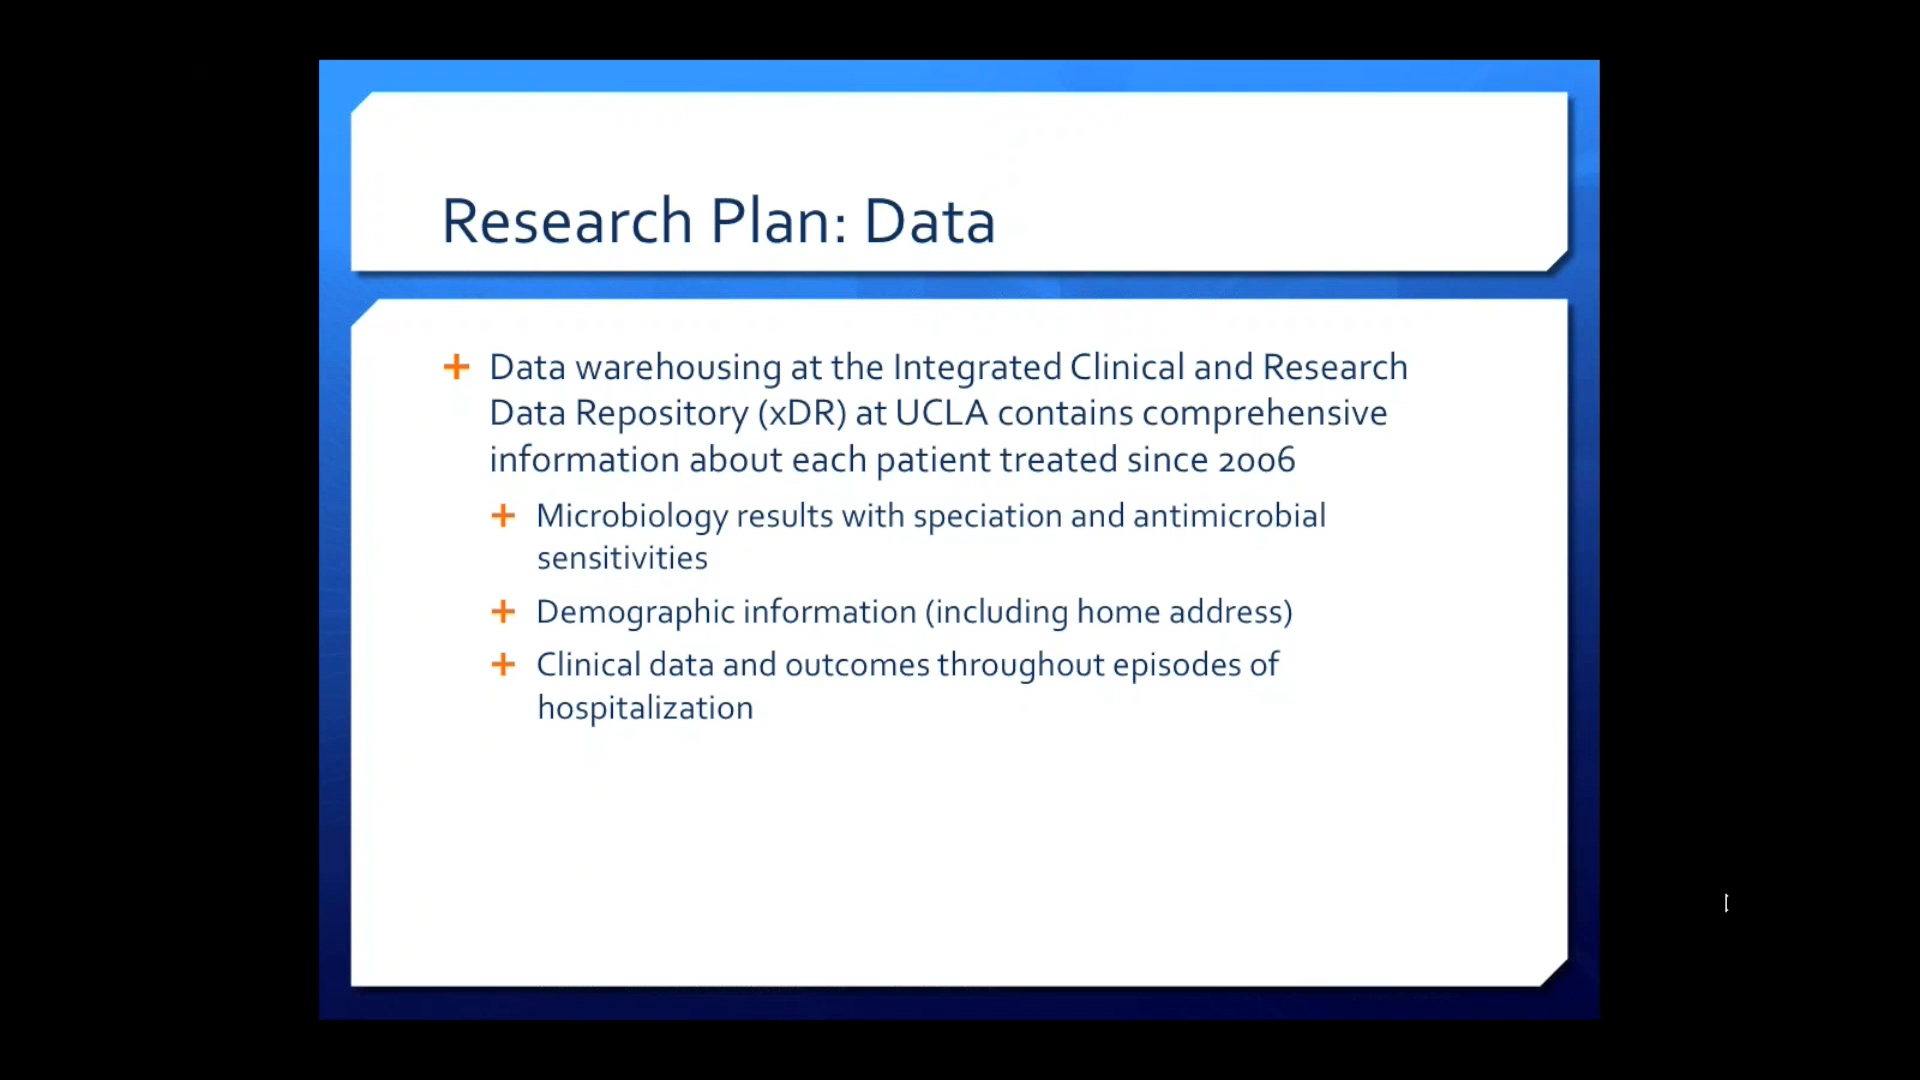 Research Plan: Data
Data warehousing at the Integrated Clinical and Research
Data Repository (xDR) at UCLA contains comprehensive
information about each patient treated since 2006
Microbiology results with speciation and antimicrobial
sensitivities
Demographic information (including home address)
Clinical data and outcomes throughout episodes of
hospitalization